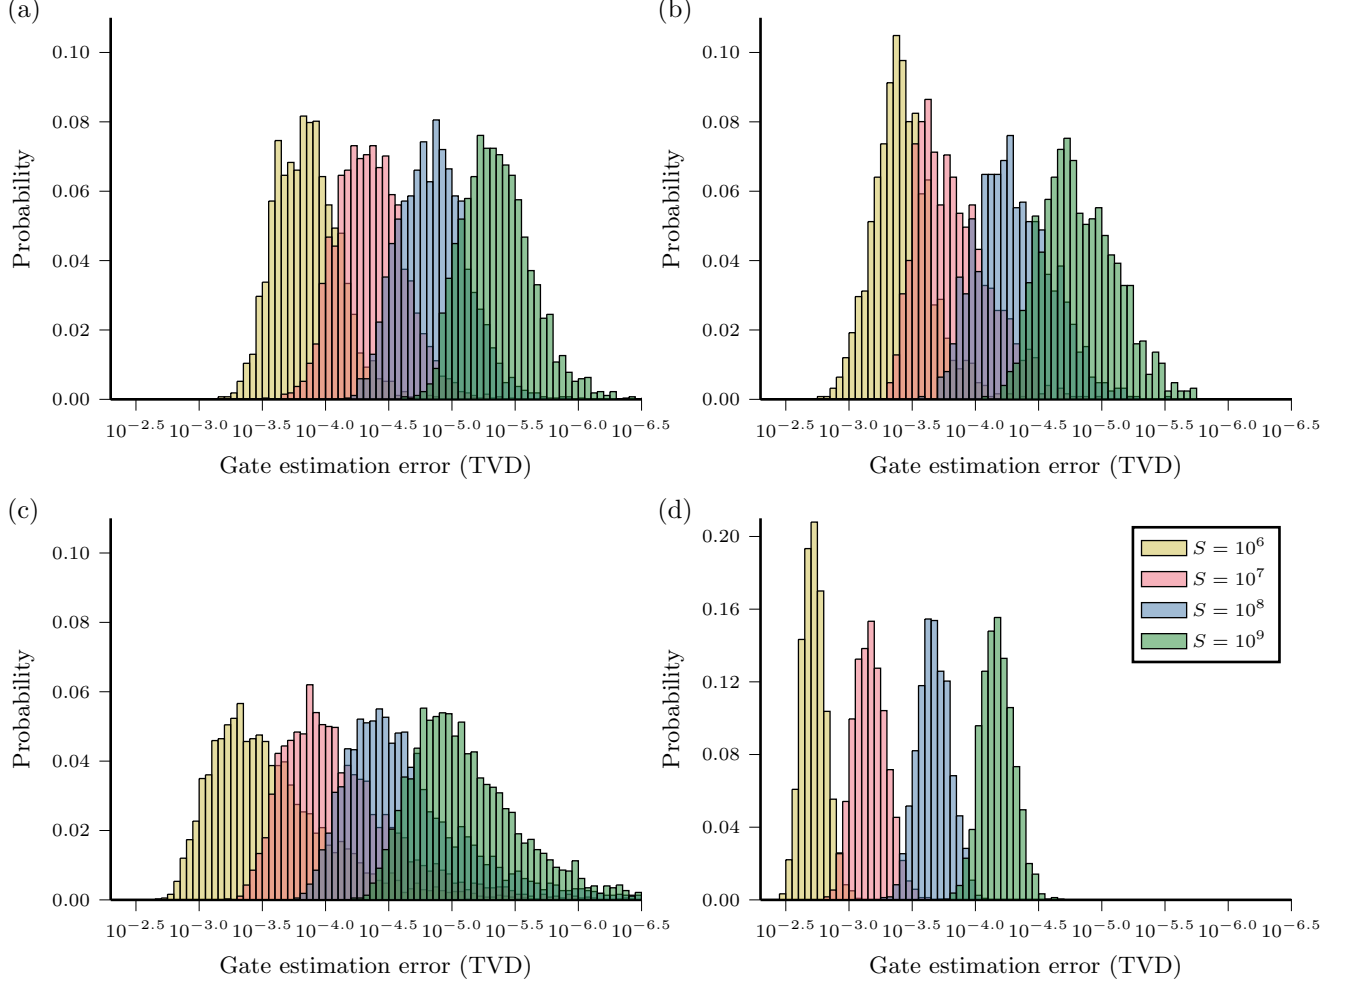 (a)
0.10
0.08
0.06
0.04
0.02
0.00
Probability
10^−2.5 10^−3.0 10^−3.5 10^−4.0 10^−4.5 10^−5.0 10^−5.5 10^−6.0 10^−6.5
Gate estimation error (TVD)
(b)
0.10
0.08
0.06
0.04
0.02
0.00
Probability
10^−2.5 10^−3.0 10^−3.5 10^−4.0 10^−4.5 10^−5.0 10^−5.5 10^−6.0 10^−6.5
Gate estimation error (TVD)
(c)
0.10
0.08
0.06
0.04
0.02
0.00
Probability
10^−2.5 10^−3.0 10^−3.5 10^−4.0 10^−4.5 10^−5.0 10^−5.5 10^−6.0 10^−6.5
Gate estimation error (TVD)
(d)
0.20
0.16
0.12
0.08
0.04
0.00
Probability
S = 10^6
S = 10^7
S = 10^8
S = 10^9
10^−2.5 10^−3.0 10^−3.5 10^−4.0 10^−4.5 10^−5.0 10^−5.5 10^−6.0 10^−6.5
Gate estimation error (TVD)